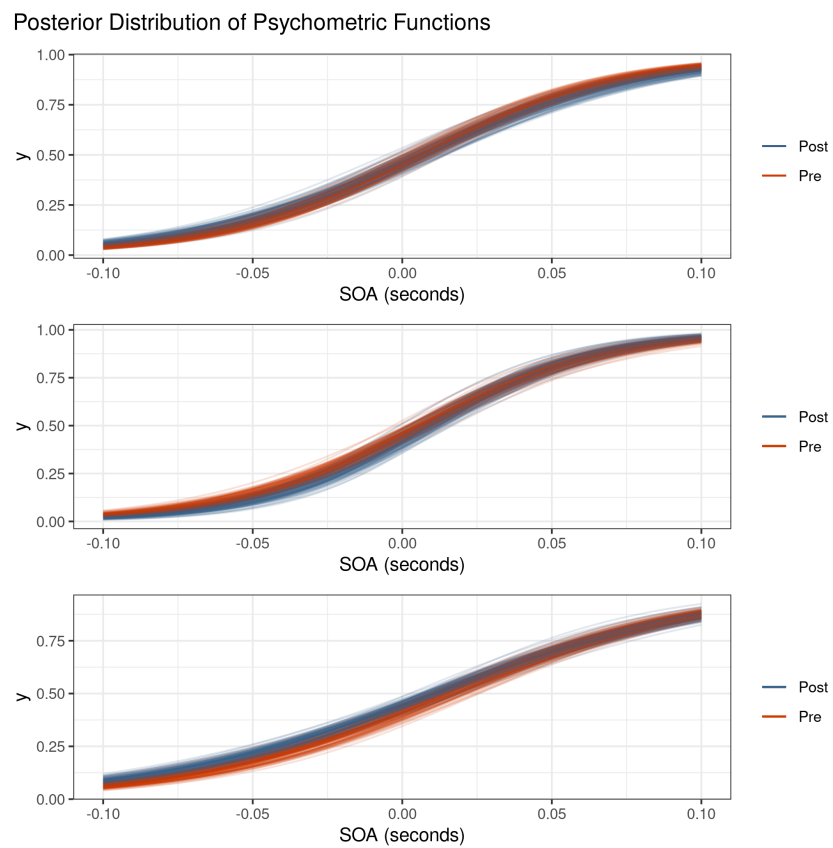 Posterior Distribution of Psychometric Functions
1.00
0.75
0.50
0.25
0.00
y
-0.10 -0.05 0.00 0.05 0.10
SOA (seconds)
Post
Pre
1.00
0.75
0.50
0.25
0.00
y
-0.10 -0.05 0.00 0.05 0.10
SOA (seconds)
Post
Pre
0.75
0.50
0.25
0.00
y
-0.10 -0.05 0.00 0.05 0.10
SOA (seconds)
Post
Pre